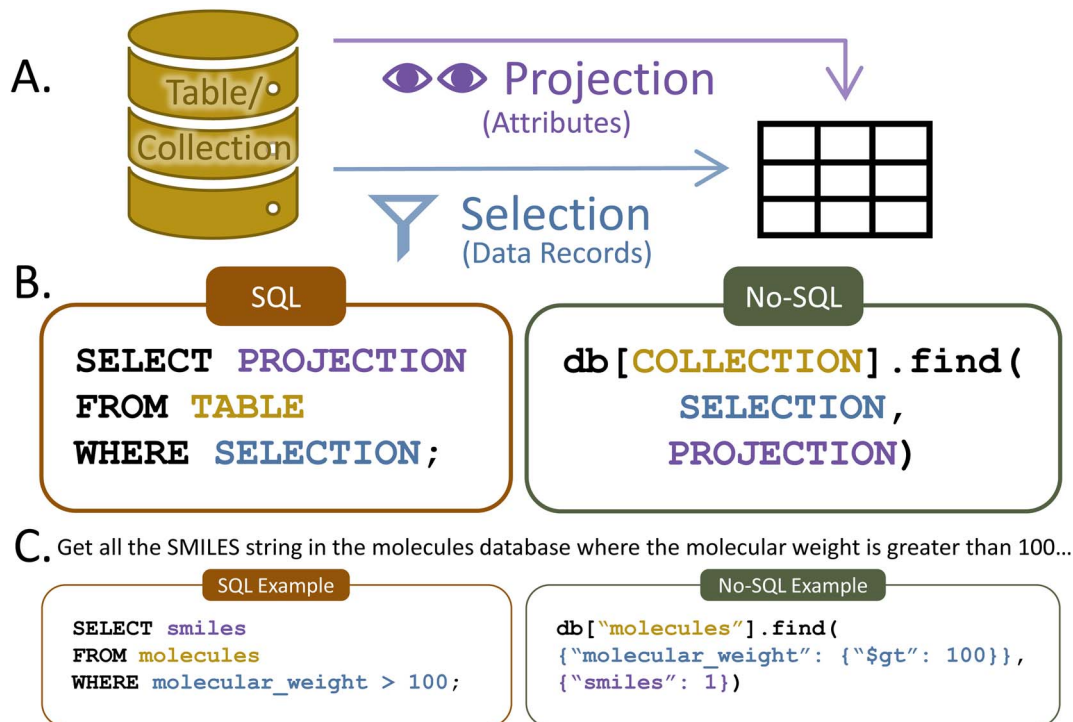 A.
Table/
Collection
Projection
(Attributes)
Selection
(Data Records)
B.
SQL
SELECT PROJECTION
FROM TABLE
WHERE SELECTION;
No-SQL
db[COLLECTION].find(
SELECTION,
PROJECTION)
C. Get all the SMILES string in the molecules database where the molecular weight is greater than 100…
SQL Example
SELECT smiles
FROM molecules
WHERE molecular_weight > 100;
No-SQL Example
db[“molecules”].find(
{“molecular_weight”: {“$gt”: 100}},
{“smiles”: 1})